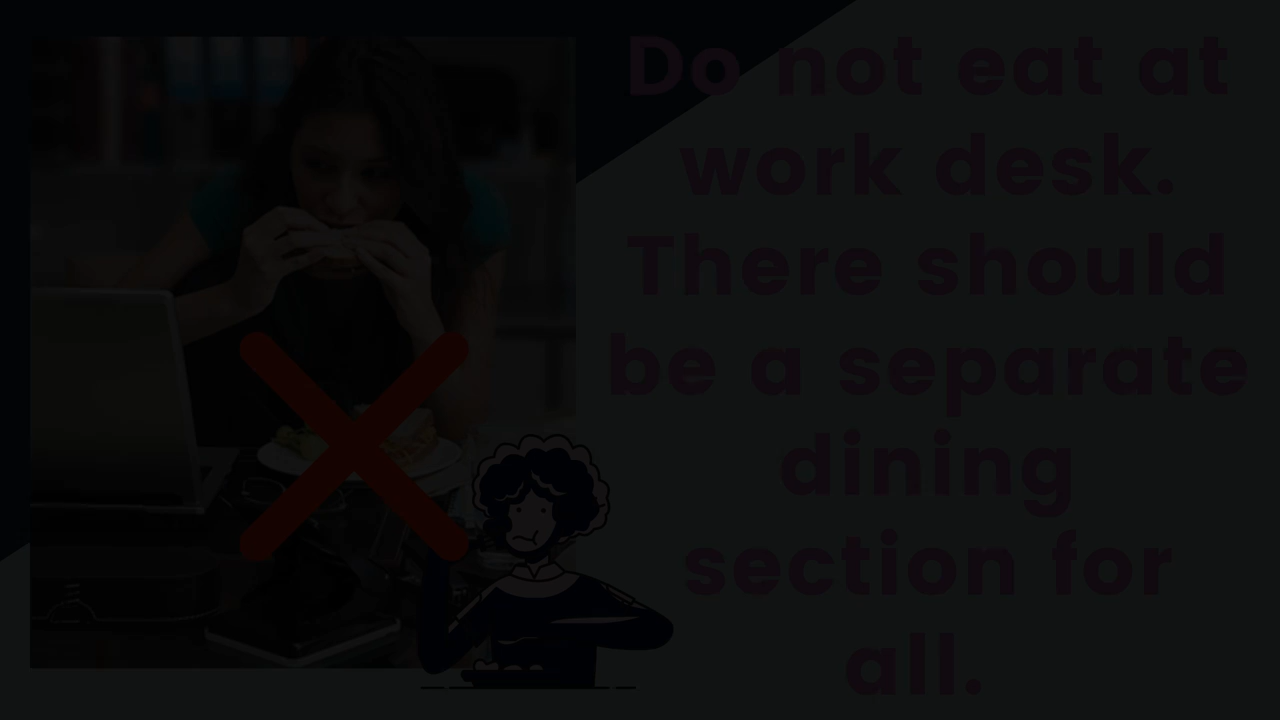 Do not eat at
work desk.
There should
be a separate
dining
section for
all.